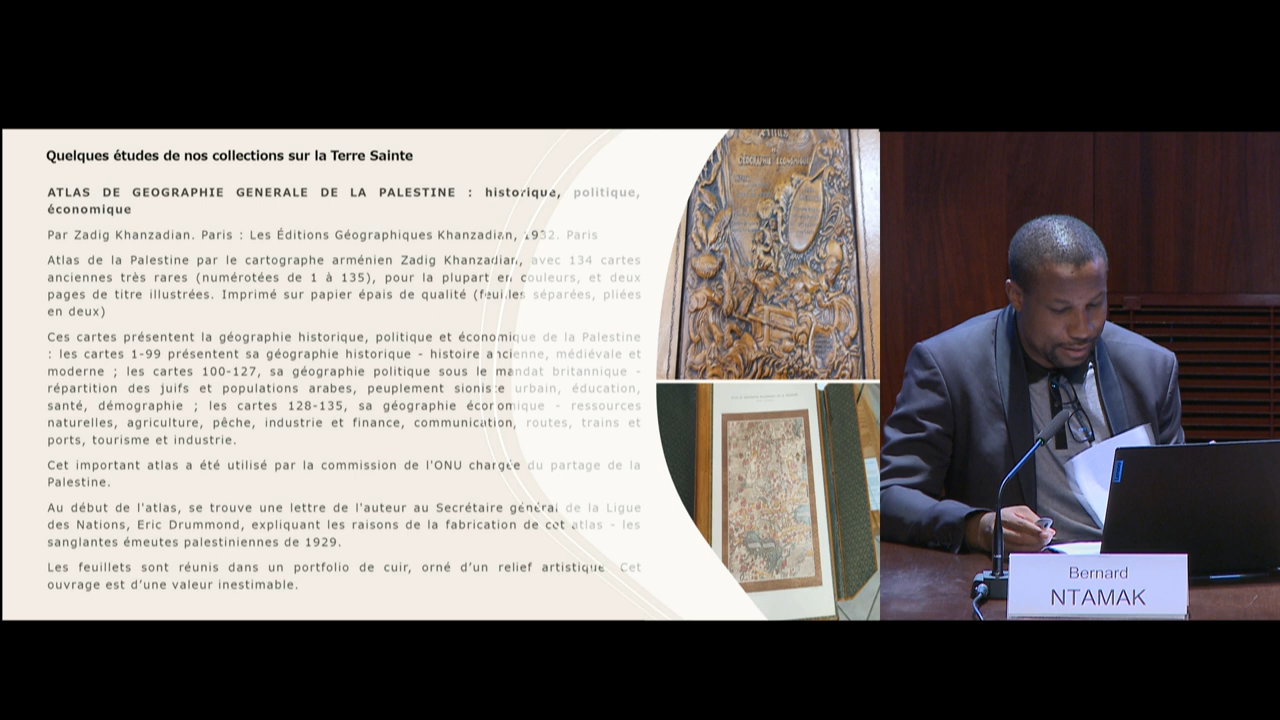 Quelques études de nos collections sur la Terre Sainte
ATLAS DE GEOGRAPHIE GENERALE DE LA PALESTINE : historique, politique,
économique
Par Zadig Khanzadian. Paris : Les Éditions Géographiques Khanzadian, 1932. Paris
Atlas de la Palestine par le cartographe arménien Zadig Khanzadian, avec 134 cartes
anciennes très rares (numérotées de 1 à 135), pour la plupart en couleurs, et deux
pages de titre illustrées. Imprimé sur papier épais de qualité (feuilles séparées, pliées
en deux)
Ces cartes présentent la géographie historique, politique et économique de la Palestine
: les cartes 1-99 présentent sa géographie historique - histoire ancienne, médiévale et
moderne ; les cartes 100-127, sa géographie politique sous le mandat britannique -
répartition des juifs et populations arabes, peuplement sioniste urbain, éducation,
santé, démographie ; les cartes 128-135, sa géographie économique - ressources
naturelles, agriculture, pêche, industrie et finance, communication, routes, trains et
ports, tourisme et industrie.
Cet important atlas a été utilisé par la commission de l'ONU chargée du partage de la
Palestine.
Au début de l'atlas, se trouve une lettre de l'auteur au Secrétaire général de la Ligue
des Nations, Eric Drummond, expliquant les raisons de la fabrication de cet atlas - les
sanglantes émeutes palestiniennes de 1929.
Les feuillets sont réunis dans un portfolio de cuir, orné d’un relief artistique. Cet
ouvrage est d’une valeur inestimable.
ATLAS
GÉOGRAPHIE ÉCONOMIQUE
Lenovo
Bernard
NTAMAK